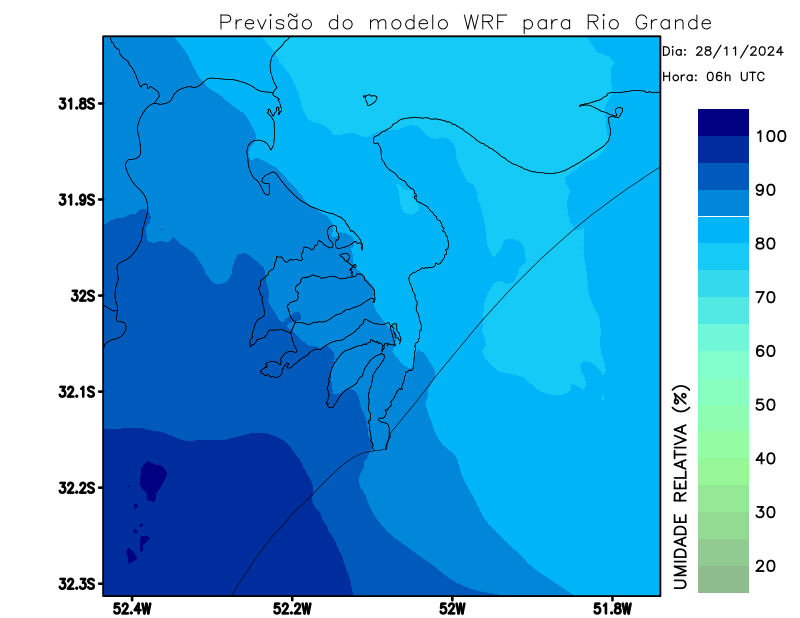 Previsão do modelo WRF para Rio Grande
Dia: 28/11/2024
Hora: 06h UTC
31.8S
31.9S
32S
32.1S
32.2S
32.3S
52.4W
52.2W
52W
51.8W
UMIDADE RELATIVA (%)
100
90
80
70
60
50
40
30
20